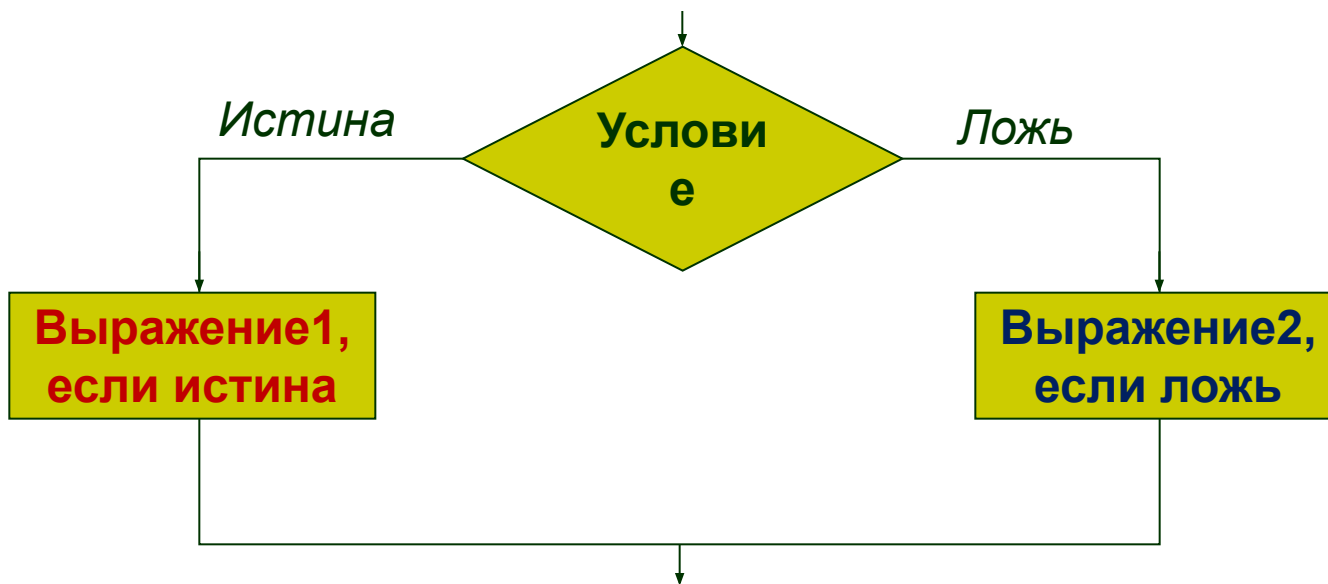 Истина
Услови
е
Ложь
Выражение1,
если истина
Выражение2,
если ложь